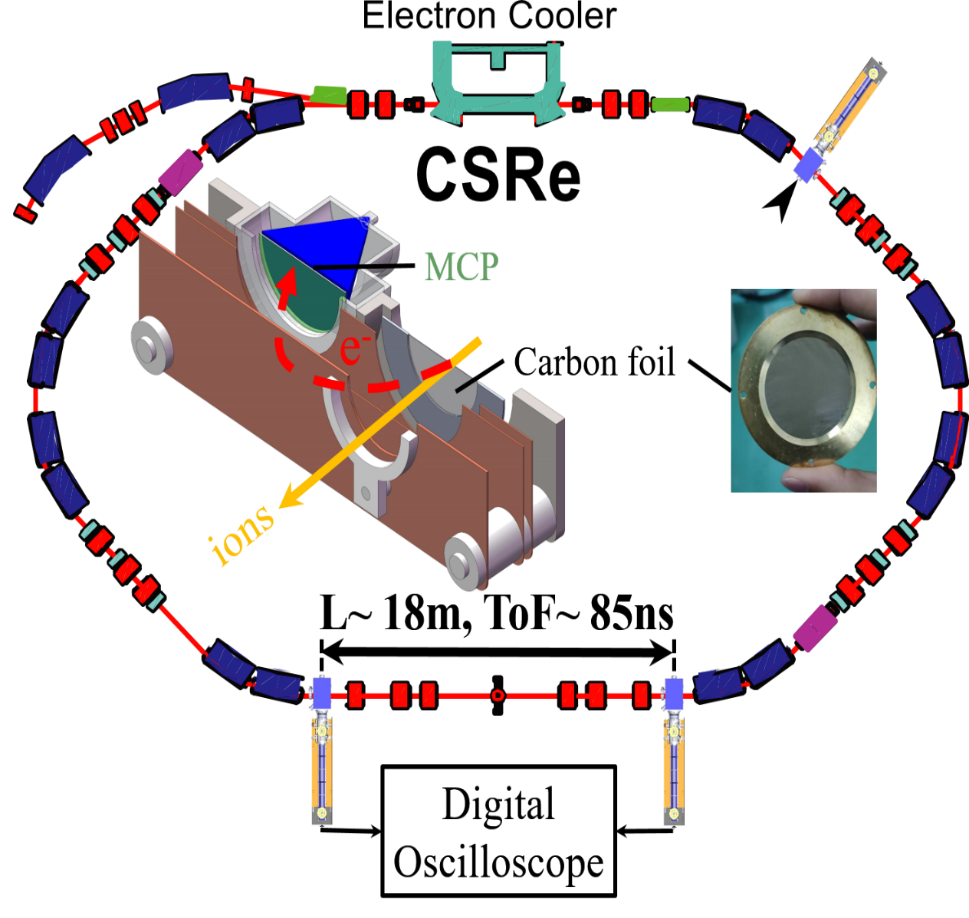 Electron Cooler
CSRe
MCP
e-
Carbon foil
ions
L~ 18m, ToF~ 85ns
Digital
Oscilloscope